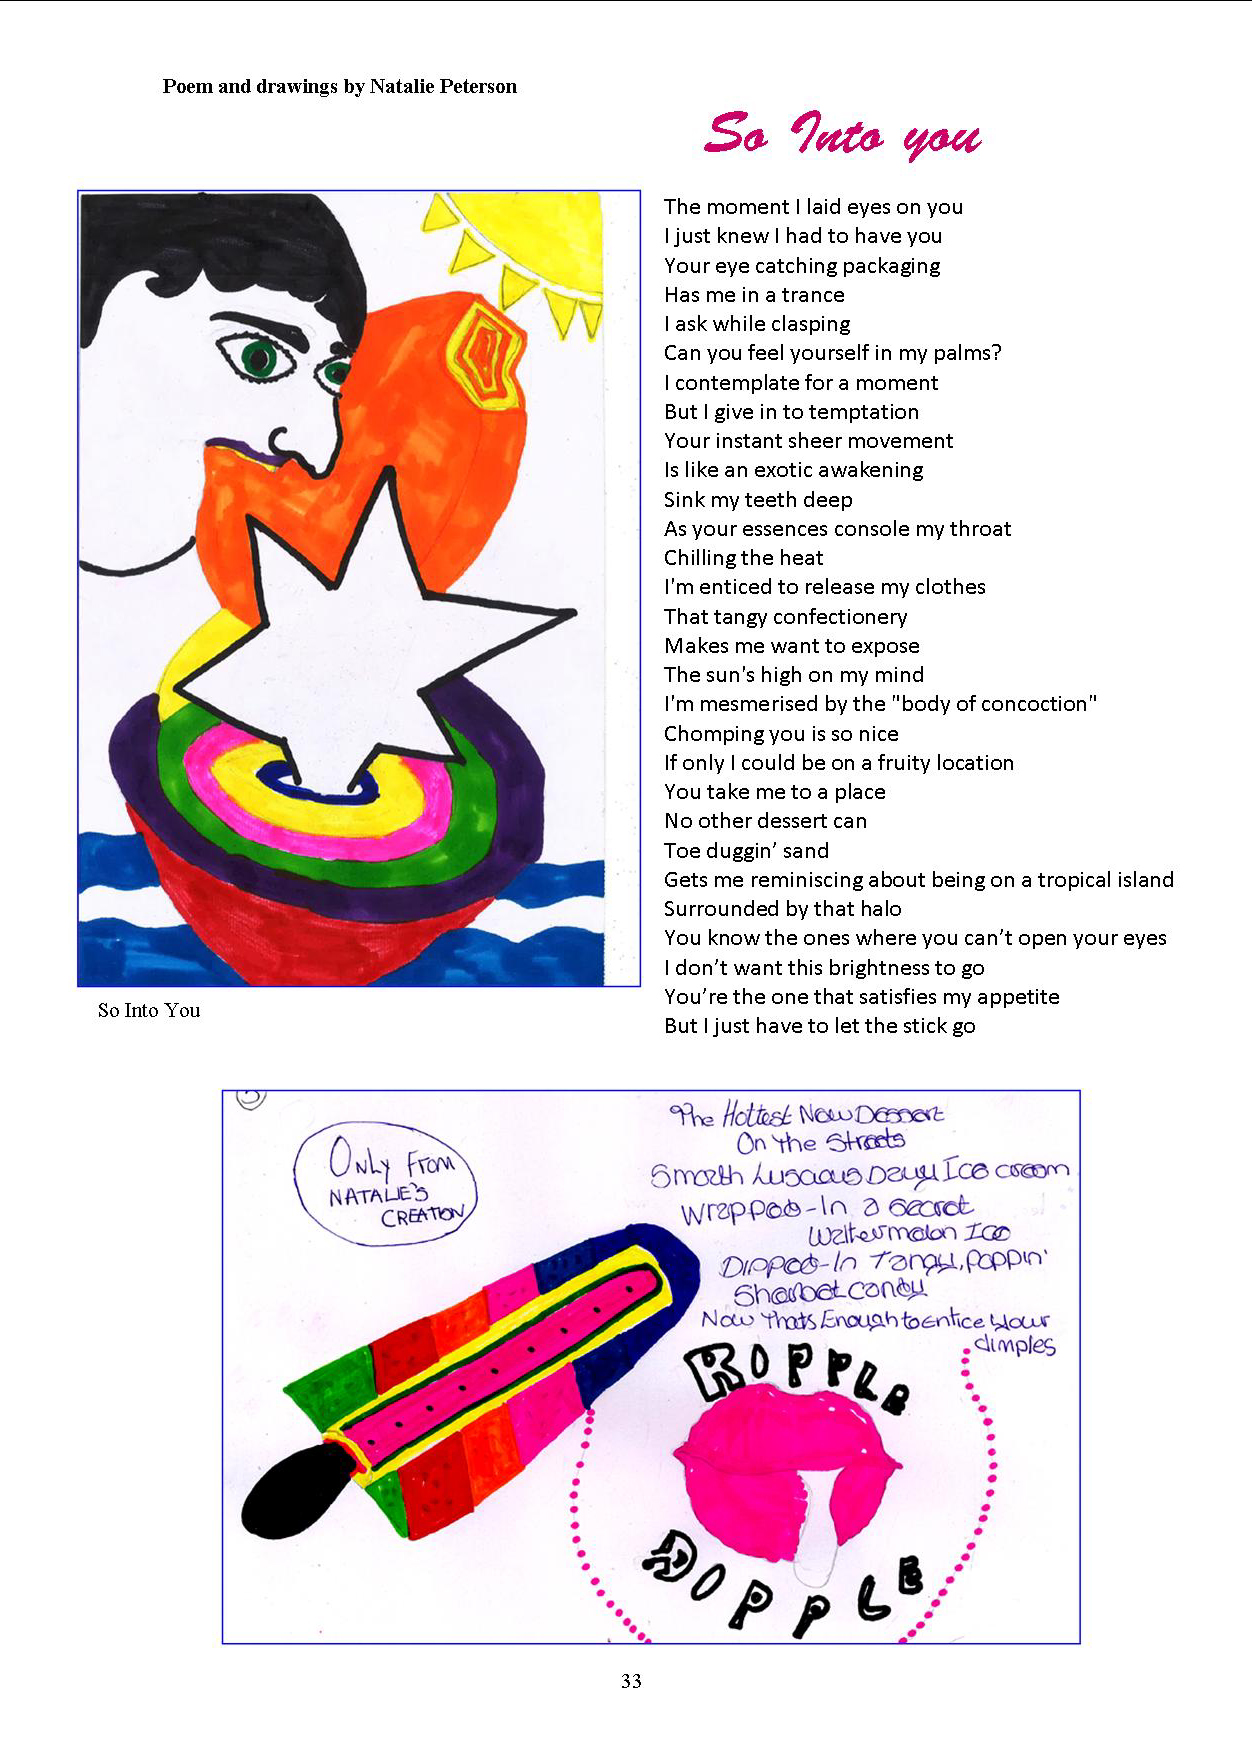 Poem and drawings by Natalie Peterson
So Into you
The moment I laid eyes on you
I just knew I had to have you
Your eye catching packaging
Has me in a trance
I ask while clasping
Can you feel yourself in my palms?
I contemplate for a moment
But I give in to temptation
Your instant sheer movement
Is like an exotic awakening
Sink my teeth deep
As your essences console my throat
Chilling the heat
I'm enticed to release my clothes
That tangy confectionery
Makes me want to expose
The sun's high on my mind
I'm mesmerised by the "body of concoction"
Chomping you is so nice
If only I could be on a fruity location
You take me to a place
No other dessert can
Toe duggin’ sand
Gets me reminiscing about being on a tropical island
Surrounded by that halo
You know the ones where you can’t open your eyes
I don’t want this brightness to go
You’re the one that satisfies my appetite
But I just have to let the stick go
So Into You
ONLY FROM
NATALIE'S
CREATION
The Hottest New Dessert
On the Streets
Luscious Ice cream
Wrapped-In a secret
Ice
Dipped-In Tangy, Poppin'
Sherbet candy
Now thats Enough to Entice your
dimples
KOPPLE
DOPPLE
33